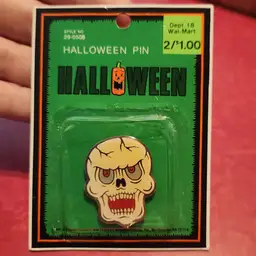 STYLE NO.
29-0508
HALLOWEEN PIN
Dept. 18
Wal-Mart
2/$1.00
HALLOWEEN